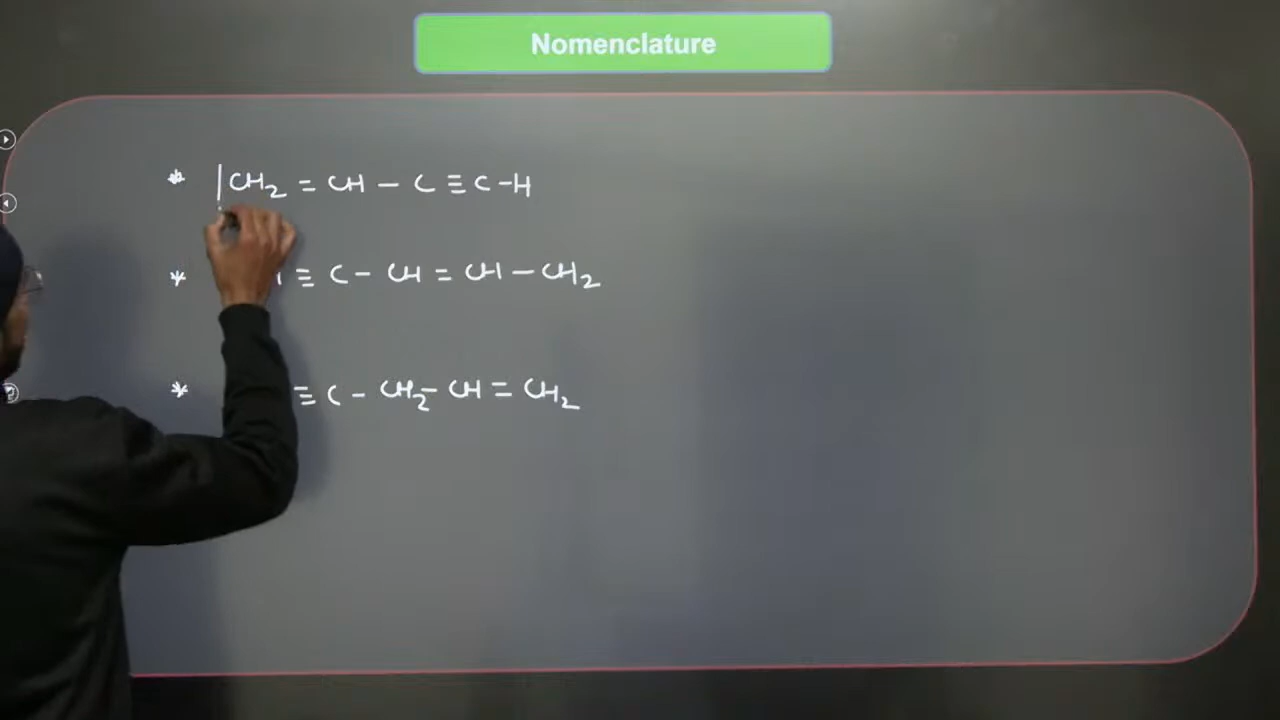 Nomenclature
* |CH₂ = CH – C ≡ C – H
* ≡ C – CH = CH – CH₂
* ≡ C – CH₂ – CH = CH₂